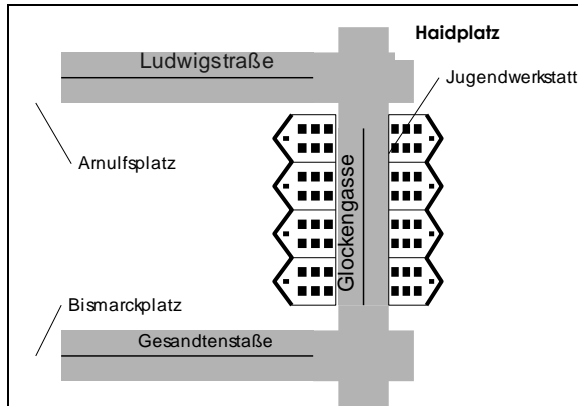 Haidplatz
Ludwigstraße
Jugendwerkstatt
Arnulfsplatz
Glockengasse
Bismarckplatz
Gesandtenstaße